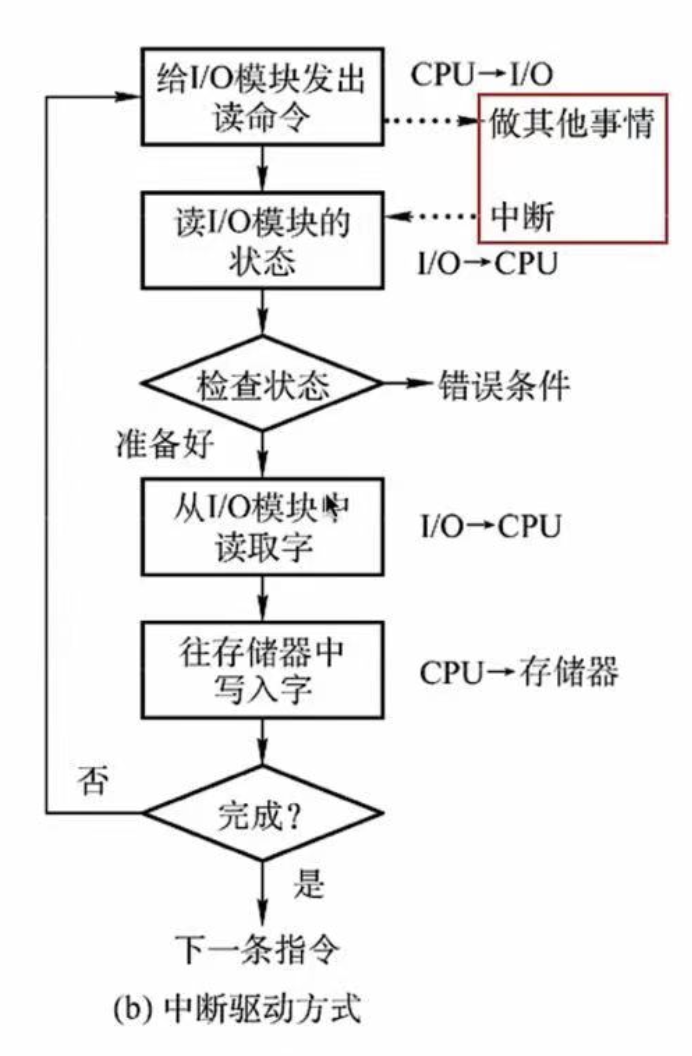 给I/O模块发出
读命令
CPU→I/O
做其他事情
读I/O模块的
状态
中断
I/O→CPU
检查状态
错误条件
准备好
从I/O模块中
读取字
I/O→CPU
往存储器中
写入字
CPU→存储器
否
完成?
是
下一条指令
(b) 中断驱动方式